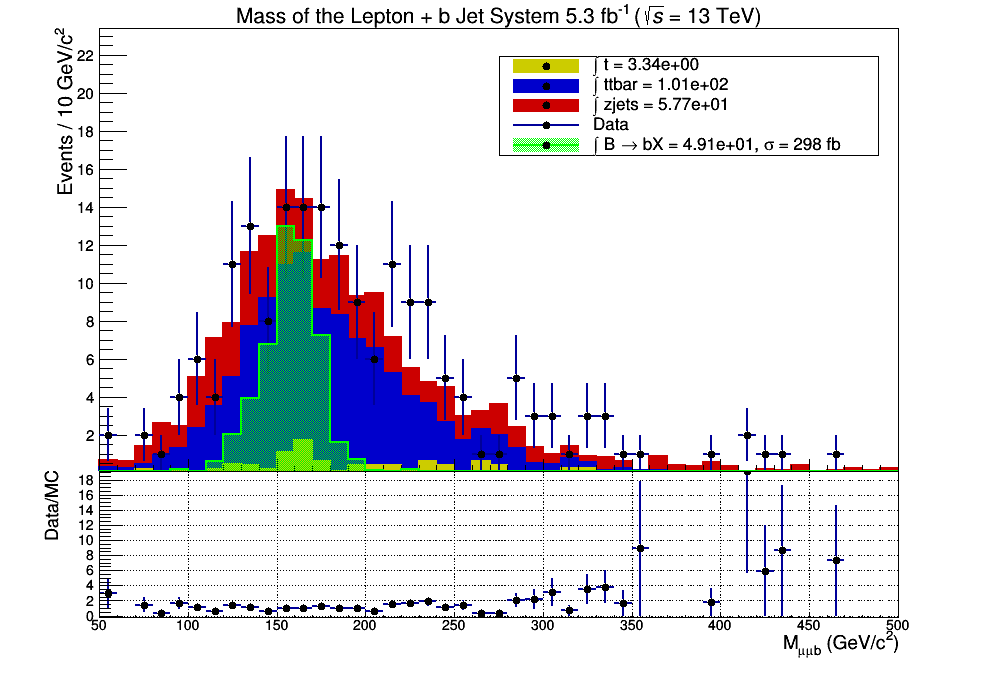 Mass of the Lepton + b Jet System 5.3 fb⁻¹ (√s = 13 TeV)
Events / 10 GeV/c²
22
20
18
16
14
12
10
8
6
4
2
∫ t = 3.34e+00
∫ ttbar = 1.01e+02
∫ zjets = 5.77e+01
Data
∫ B → bX = 4.91e+01, σ = 298 fb
Data/MC
18
16
14
12
10
8
6
4
2
0
50 100 150 200 250 300 350 400 450 500
M_μμb (GeV/c²)